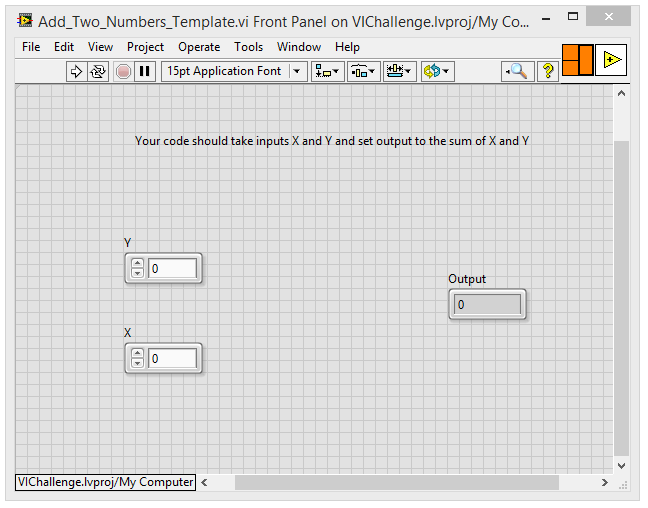 Add_Two_Numbers_Template.vi Front Panel on VIChallenge.lvproj/My Co...
File Edit View Project Operate Tools Window Help
15pt Application Font
?
Your code should take inputs X and Y and set output to the sum of X and Y
Y
0
Output
0
X
0
VIChallenge.lvproj/My Computer